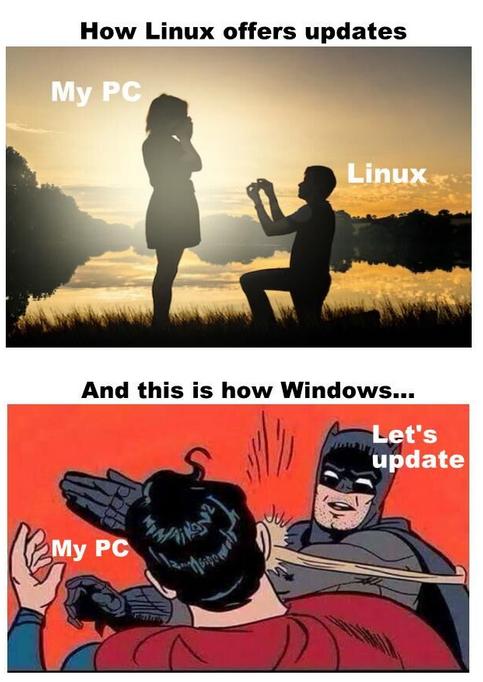 How Linux offers updates
My PC
Linux
And this is how Windows...
Let's
update
My PC